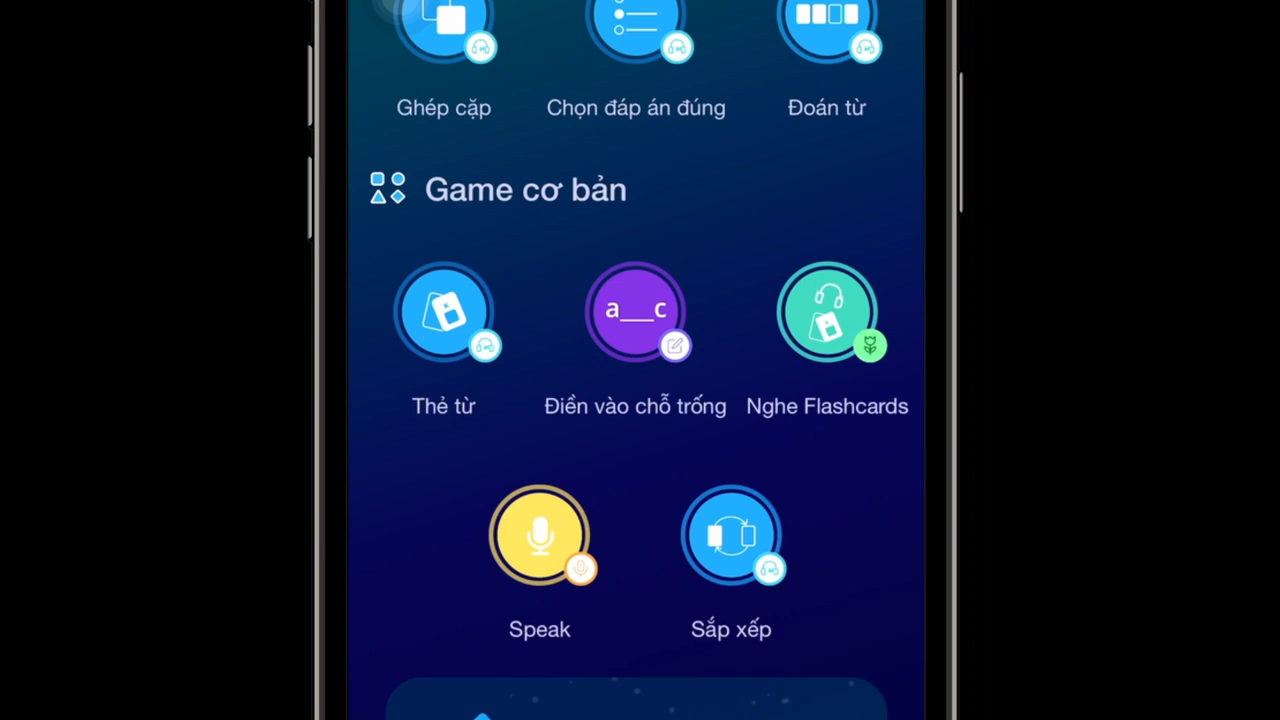 Ghép cặp
Chọn đáp án đúng
Đoán từ
Game cơ bản
a__c
Thẻ từ
Điền vào chỗ trống
Nghe Flashcards
Speak
Sắp xếp